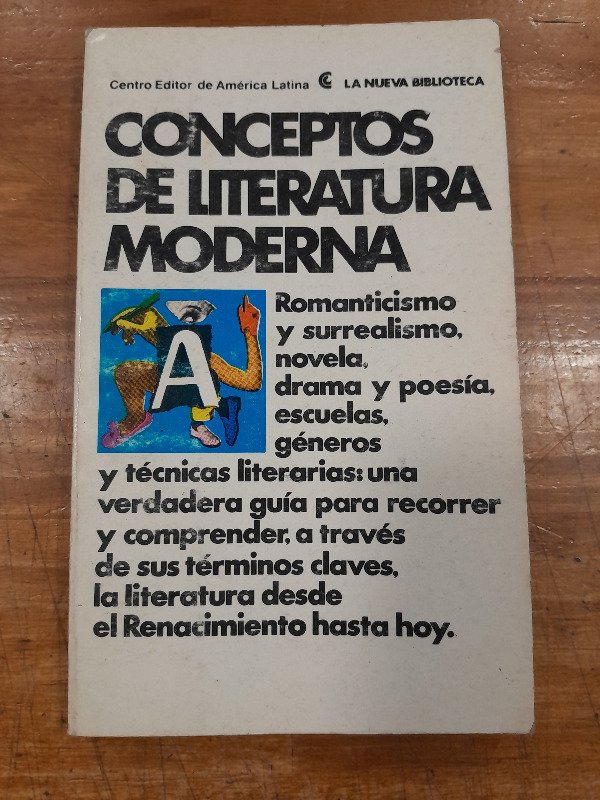 Centro Editor de América Latina LA NUEVA BIBLIOTECA
CONCEPTOS
DE LITERATURA
MODERNA
A
Romanticismo
y surrealismo,
novela,
drama y poesía,
escuelas,
géneros
y técnicas literarias: una
verdadera guía para recorrer
y comprender, a través
de sus términos claves,
la literatura desde
el Renacimiento hasta hoy.